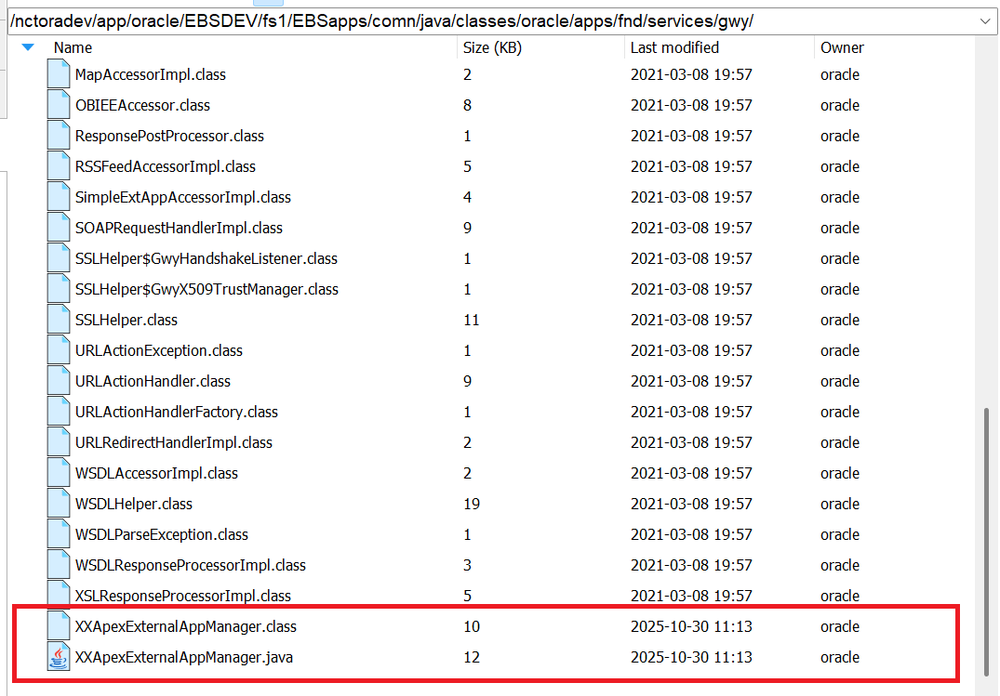 /nctoradev/app/oracle/EBSDEV/fs1/EBSapps/comn/java/classes/oracle/apps/fnd/services/gwy/
Name Size (KB) Last modified Owner
MapAccessorImpl.class 2 2021-03-08 19:57 oracle
OBIEEAccessor.class 8 2021-03-08 19:57 oracle
ResponsePostProcessor.class 1 2021-03-08 19:57 oracle
RSSFeedAccessorImpl.class 5 2021-03-08 19:57 oracle
SimpleExtAppAccessorImpl.class 4 2021-03-08 19:57 oracle
SOAPRequestHandlerImpl.class 9 2021-03-08 19:57 oracle
SSLHelper$GwyHandshakeListener.class 1 2021-03-08 19:57 oracle
SSLHelper$GwyX509TrustManager.class 1 2021-03-08 19:57 oracle
SSLHelper.class 11 2021-03-08 19:57 oracle
URLActionException.class 1 2021-03-08 19:57 oracle
URLActionHandler.class 9 2021-03-08 19:57 oracle
URLActionHandlerFactory.class 1 2021-03-08 19:57 oracle
URLRedirectHandlerImpl.class 2 2021-03-08 19:57 oracle
WSDLAccessorImpl.class 2 2021-03-08 19:57 oracle
WSDLHelper.class 19 2021-03-08 19:57 oracle
WSDLParseException.class 1 2021-03-08 19:57 oracle
WSDLResponseProcessorImpl.class 3 2021-03-08 19:57 oracle
XSLResponseProcessorImpl.class 5 2021-03-08 19:57 oracle
XXApexExternalAppManager.class 10 2025-10-30 11:13 oracle
XXApexExternalAppManager.java 12 2025-10-30 11:13 oracle